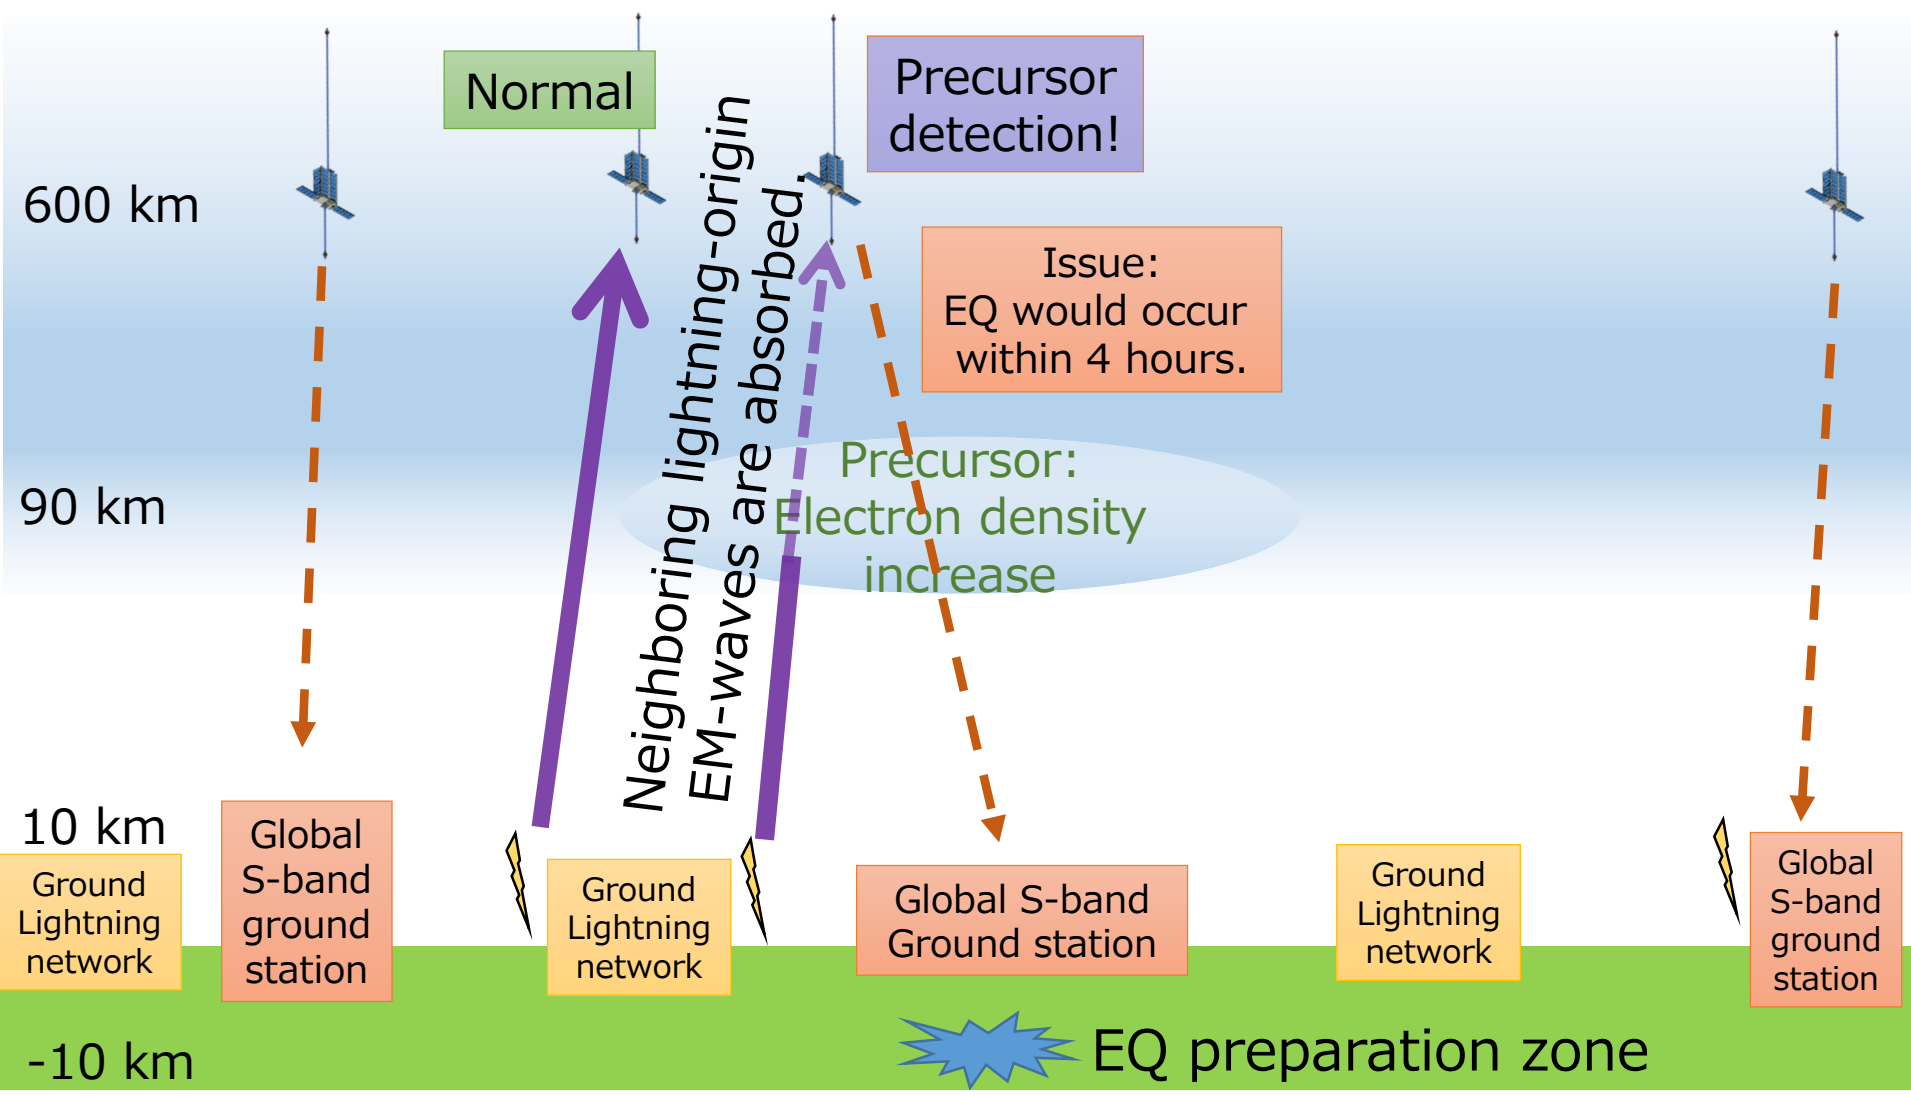 Normal
Precursor
detection!
600 km
Issue:
EQ would occur
within 4 hours.
Neighboring lightning-origin
EM-waves are absorbed.
Precursor:
Electron density
increase
90 km
10 km
Ground
Lightning
network
Global
S-band
ground
station
Ground
Lightning
network
Global S-band
Ground station
Ground
Lightning
network
Global
S-band
ground
station
-10 km
EQ preparation zone